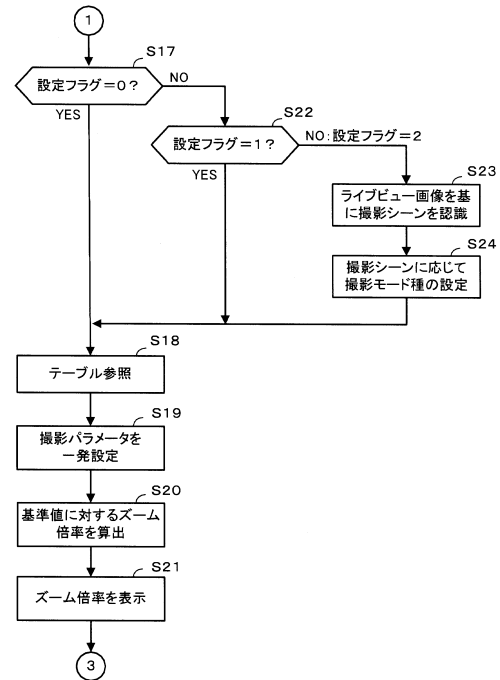 1
S17
設定フラグ=0?
NO
YES
S22
設定フラグ=1?
NO:設定フラグ=2
YES
S23
ライブビュー画像を基
に撮影シーンを認識
S24
撮影シーンに応じて
撮影モード種の設定
S18
テーブル参照
S19
撮影パラメータを
一発設定
S20
基準値に対するズーム
倍率を算出
S21
ズーム倍率を表示
3